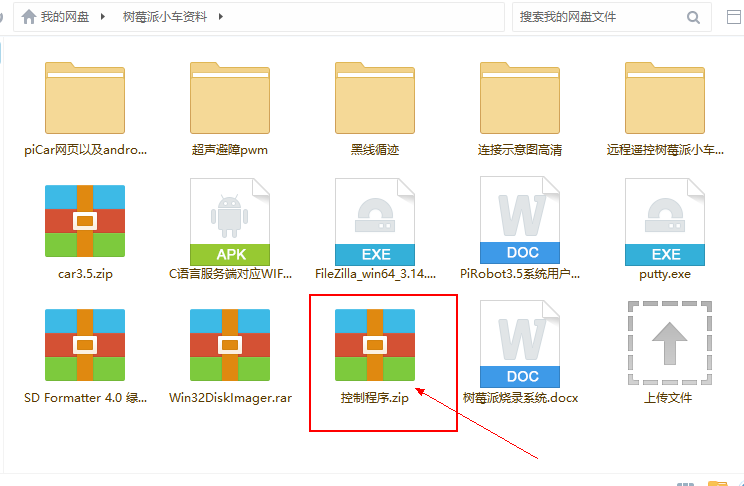 我的网盘 ▸ 树莓派小车资料 ▸
搜索我的网盘文件
piCar网页以及andro...
超声避障pwm
黑线循迹
连接示意图高清
远程遥控树莓派小车...
APK
EXE
W
DOC
EXE
car3.5.zip
C语言服务端对应WIF...
FileZilla_win64_3.14....
PiRobot3.5系统用户...
putty.exe
W
DOC
SD Formatter 4.0 绿...
Win32DiskImager.rar
控制程序.zip
树莓派烧录系统.docx
上传文件